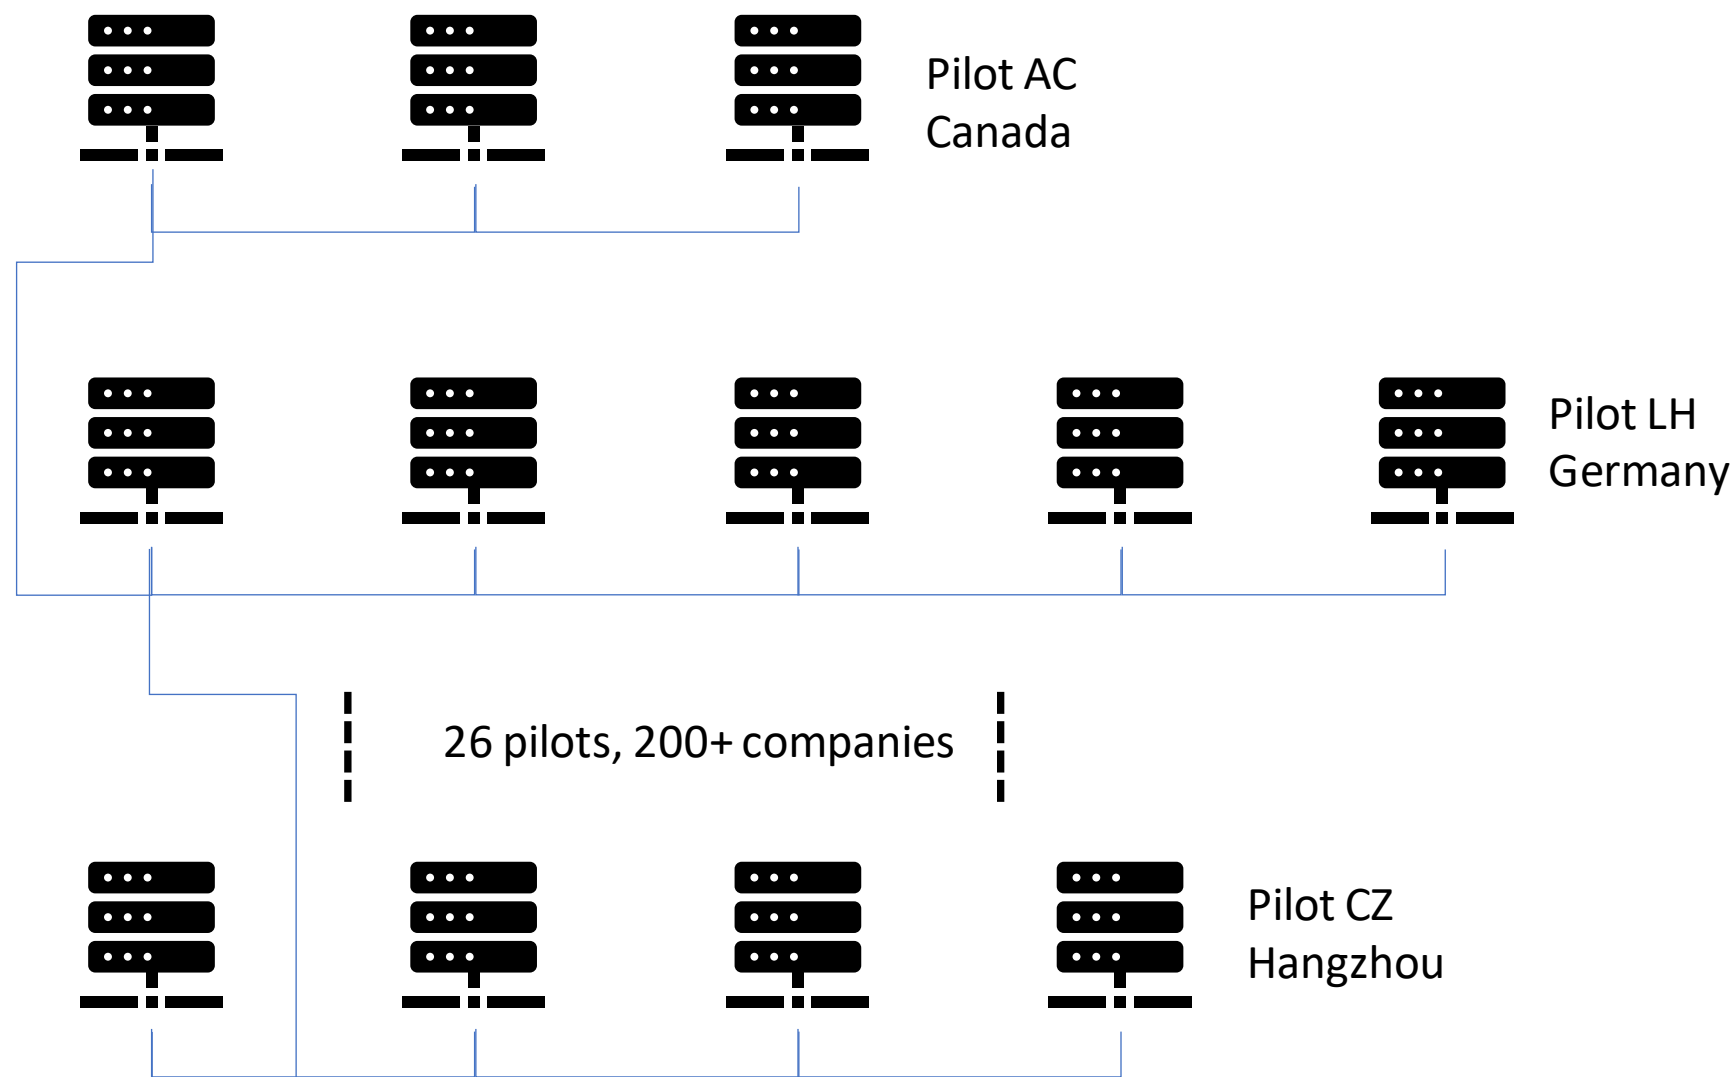 Pilot AC
Canada
Pilot LH
Germany
26 pilots, 200+ companies
Pilot CZ
Hangzhou